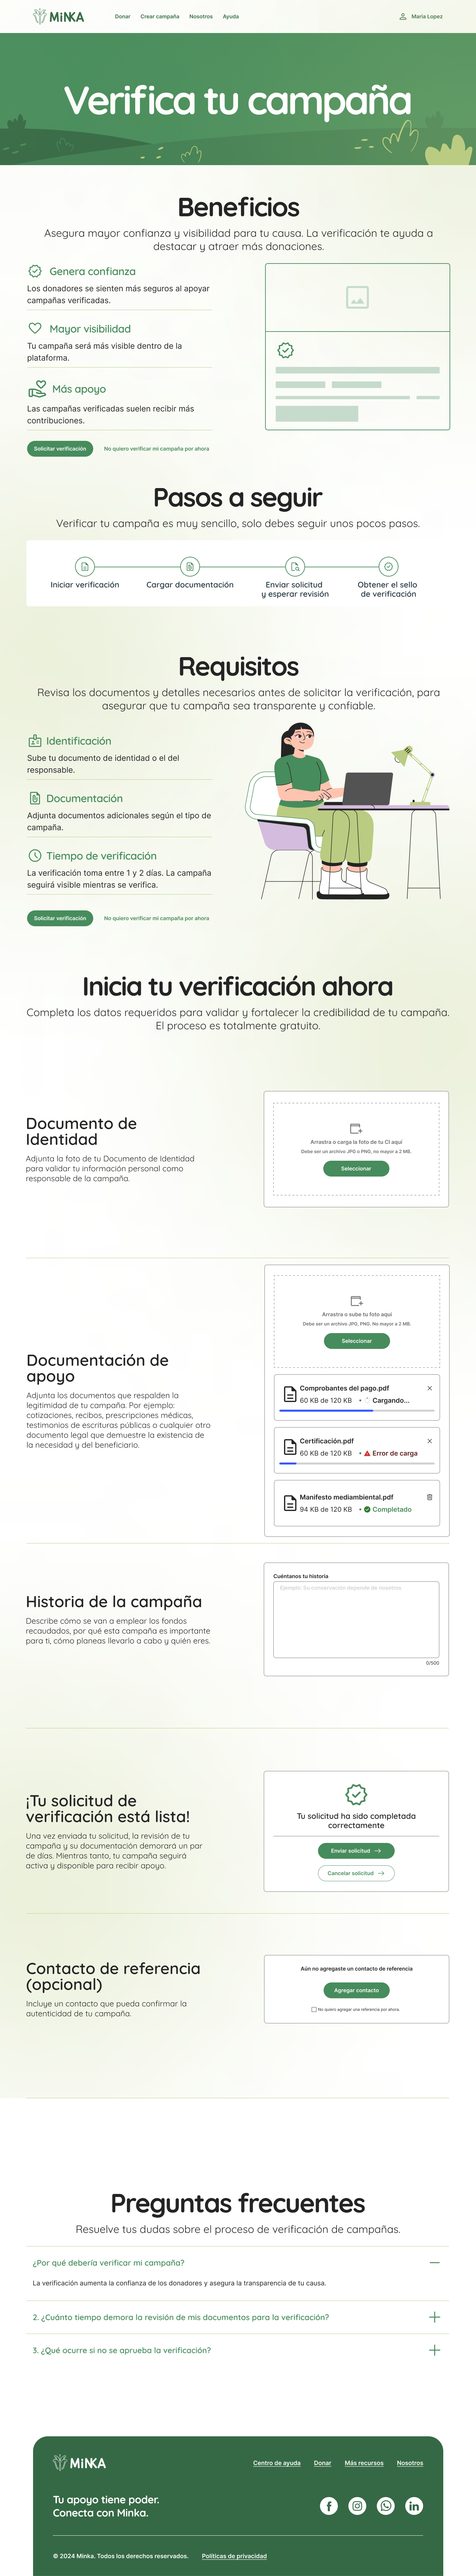 MiNKA
Donar
Crear campaña
Nosotros
Ayuda
Maria Lopez
Verifica tu campaña
Beneficios
Asegura mayor confianza y visibilidad para tu causa. La verificación te ayuda a
destacar y atraer más donaciones.
Genera confianza
Los donadores se sienten más seguros al apoyar
campañas verificadas.
Mayor visibilidad
Tu campaña será más visible dentro de la
plataforma.
Más apoyo
Las campañas verificadas suelen recibir más
contribuciones.
Solicitar verificación
No quiero verificar mi campaña por ahora
Pasos a seguir
Verificar tu campaña es muy sencillo, solo debes seguir unos pocos pasos.
Iniciar verificación
Cargar documentación
Enviar solicitud
y esperar revisión
Obtener el sello
de verificación
Requisitos
Revisa los documentos y detalles necesarios antes de solicitar la verificación, para
asegurar que tu campaña sea transparente y confiable.
Identificación
Sube tu documento de identidad o el del
responsable.
Documentación
Adjunta documentos adicionales según el tipo de
campaña.
Tiempo de verificación
La verificación toma entre 1 y 2 días. La campaña
seguirá visible mientras se verifica.
Solicitar verificación
No quiero verificar mi campaña por ahora
Inicia tu verificación ahora
Completa los datos requeridos para validar y fortalecer la credibilidad de tu campaña.
El proceso es totalmente gratuito.
Documento de
Identidad
Adjunta la foto de tu Documento de Identidad
para validar tu información personal como
responsable de la campaña.
Arrastra o carga la foto de tu CI aquí
Debe ser un archivo JPG o PNG, no mayor a 2 MB.
Seleccionar
Documentación de
apoyo
Adjunta los documentos que respalden la
legitimidad de tu campaña. Por ejemplo:
cotizaciones, recibos, prescripciones médicas,
testimonios de escrituras públicas o cualquier otro
documento legal que demuestre la existencia de
la necesidad y del beneficiario.
Arrastra o sube tu foto aquí
Debe ser un archivo JPG, PNG. No mayor a 2 MB.
Seleccionar
Comprobantes del pago.pdf
60 KB de 120 KB
Cargando...
Certificación.pdf
60 KB de 120 KB
Error de carga
Manifesto mediambiental.pdf
94 KB de 120 KB
Completado
Historia de la campaña
Describe cómo se van a emplear los fondos
recaudados, por qué esta campaña es importante
para ti, cómo planeas llevarlo a cabo y quién eres.
Cuéntanos tu historia
Ejemplo: Su conservación depende de nosotros
0/500
¡Tu solicitud de
verificación está lista!
Una vez enviada tu solicitud, la revisión de tu
campaña y su documentación demorará un par
de días. Mientras tanto, tu campaña seguirá
activa y disponible para recibir apoyo.
Tu solicitud ha sido completada
correctamente
Enviar solicitud
Cancelar solicitud
Contacto de referencia
(opcional)
Incluye un contacto que pueda confirmar la
autenticidad de tu campaña.
Aún no agregaste un contacto de referencia
Agregar contacto
No quiero agregar una referencia por ahora.
Preguntas frecuentes
Resuelve tus dudas sobre el proceso de verificación de campañas.
¿Por qué debería verificar mi campaña?
La verificación aumenta la confianza de los donadores y asegura la transparencia de tu causa.
2. ¿Cuánto tiempo demora la revisión de mis documentos para la verificación?
3. ¿Qué ocurre si no se aprueba la verificación?
MiNKA
Centro de ayuda
Donar
Más recursos
Nosotros
Tu apoyo tiene poder.
Conecta con Minka.
© 2024 Minka. Todos los derechos reservados.
Políticas de privacidad